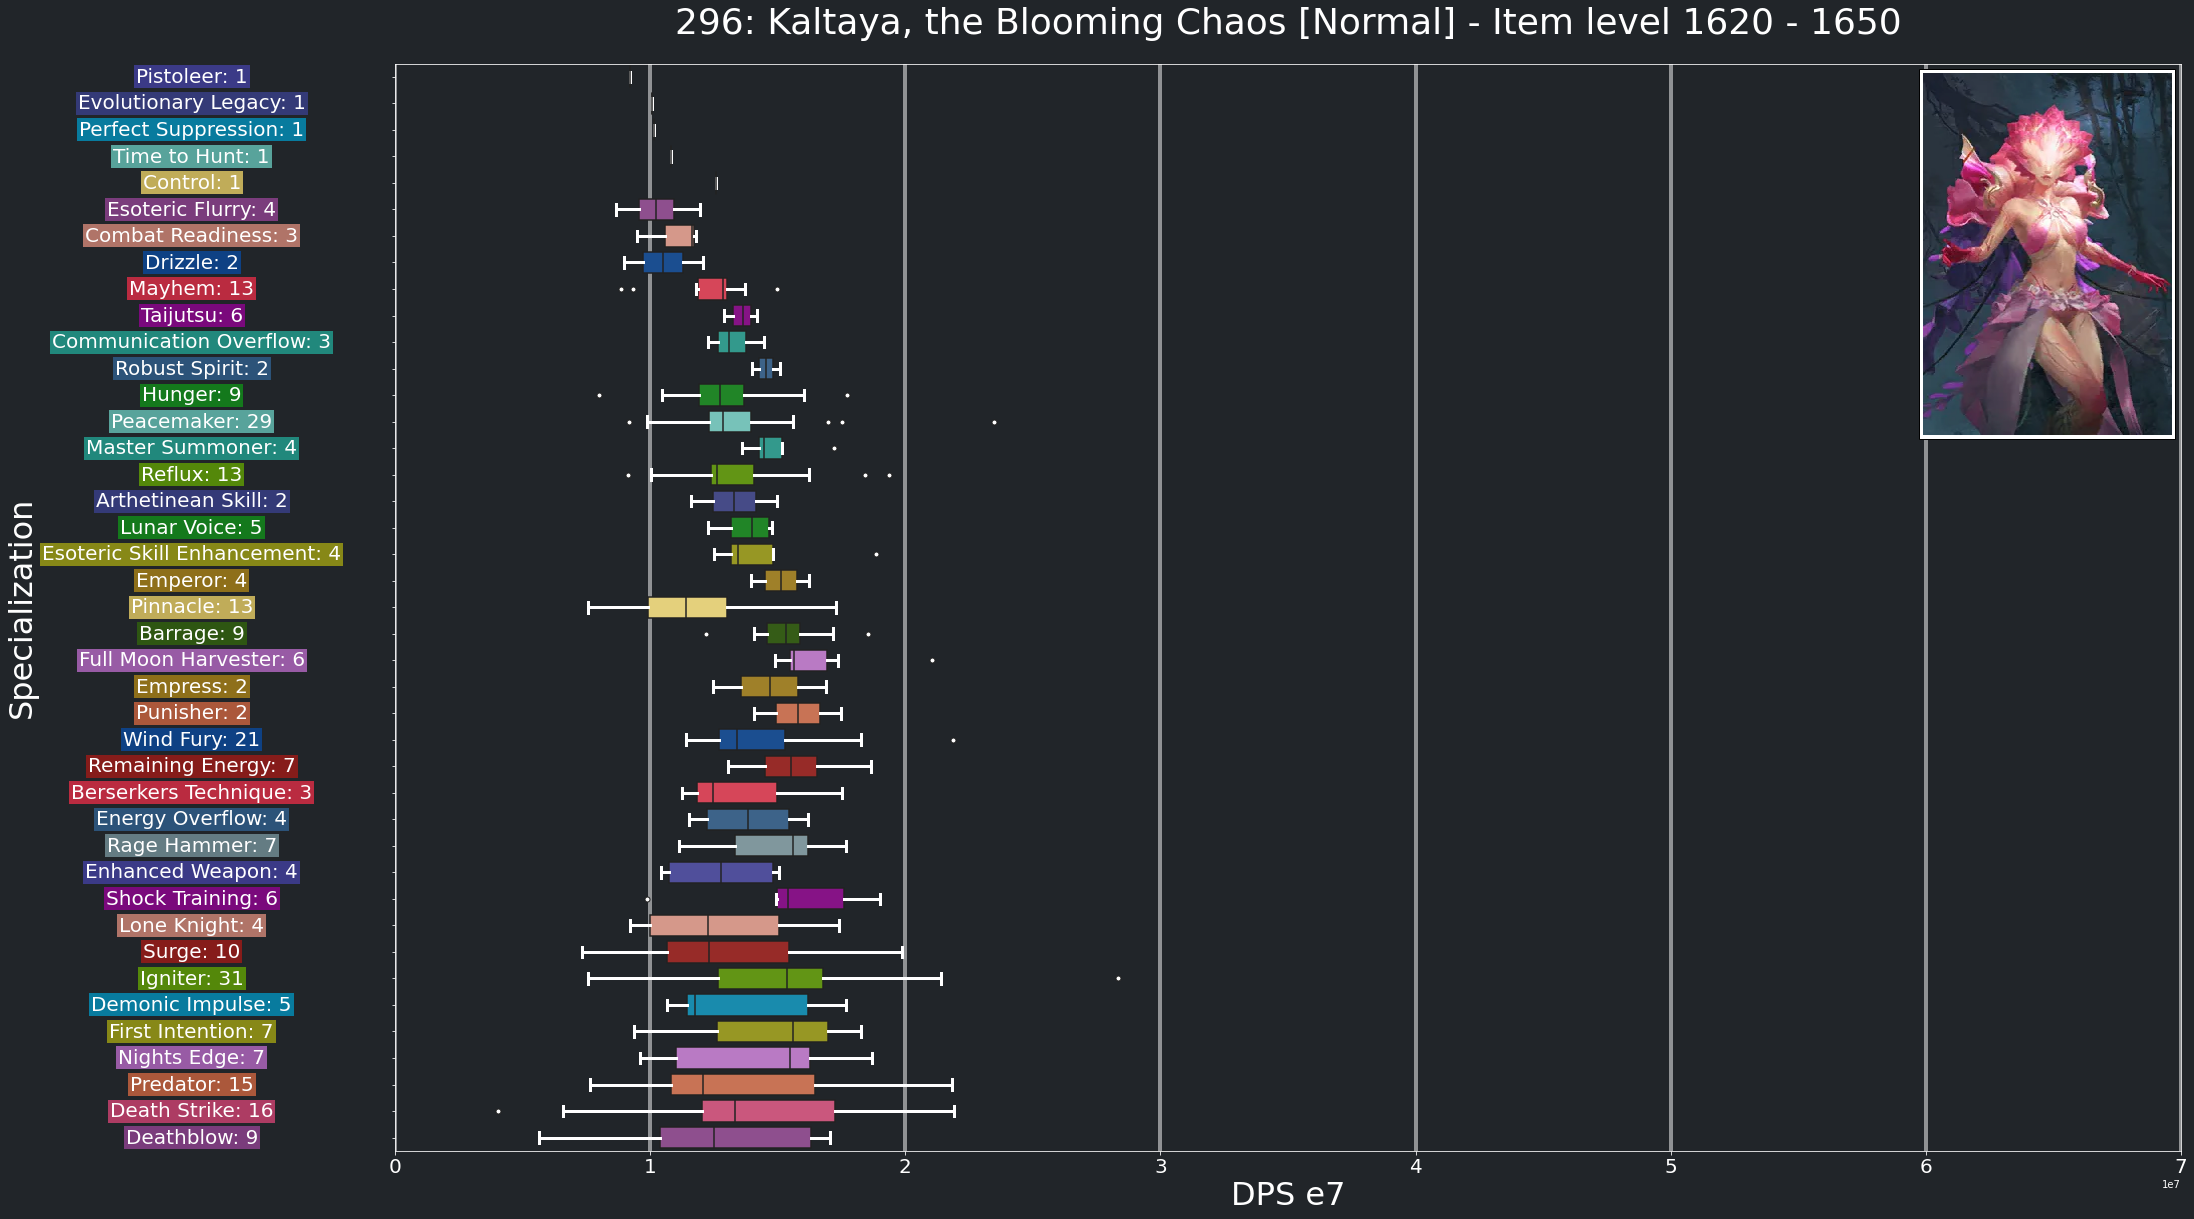 296: Kaltaya, the Blooming Chaos [Normal] - Item level 1620 - 1650
Pistoleer: 1
Evolutionary Legacy: 1
Perfect Suppression: 1
Time to Hunt: 1
Control: 1
Esoteric Flurry: 4
Combat Readiness: 3
Drizzle: 2
Mayhem: 13
Taijutsu: 6
Communication Overflow: 3
Robust Spirit: 2
Hunger: 9
Peacemaker: 29
Master Summoner: 4
Reflux: 13
Arthetinean Skill: 2
Lunar Voice: 5
Esoteric Skill Enhancement: 4
Emperor: 4
Pinnacle: 13
Barrage: 9
Full Moon Harvester: 6
Empress: 2
Punisher: 2
Wind Fury: 21
Remaining Energy: 7
Berserkers Technique: 3
Energy Overflow: 4
Rage Hammer: 7
Enhanced Weapon: 4
Shock Training: 6
Lone Knight: 4
Surge: 10
Igniter: 31
Demonic Impulse: 5
First Intention: 7
Nights Edge: 7
Predator: 15
Death Strike: 16
Deathblow: 9
Specialization
0 1 2 3 4 5 6 7
1e7
DPS e7